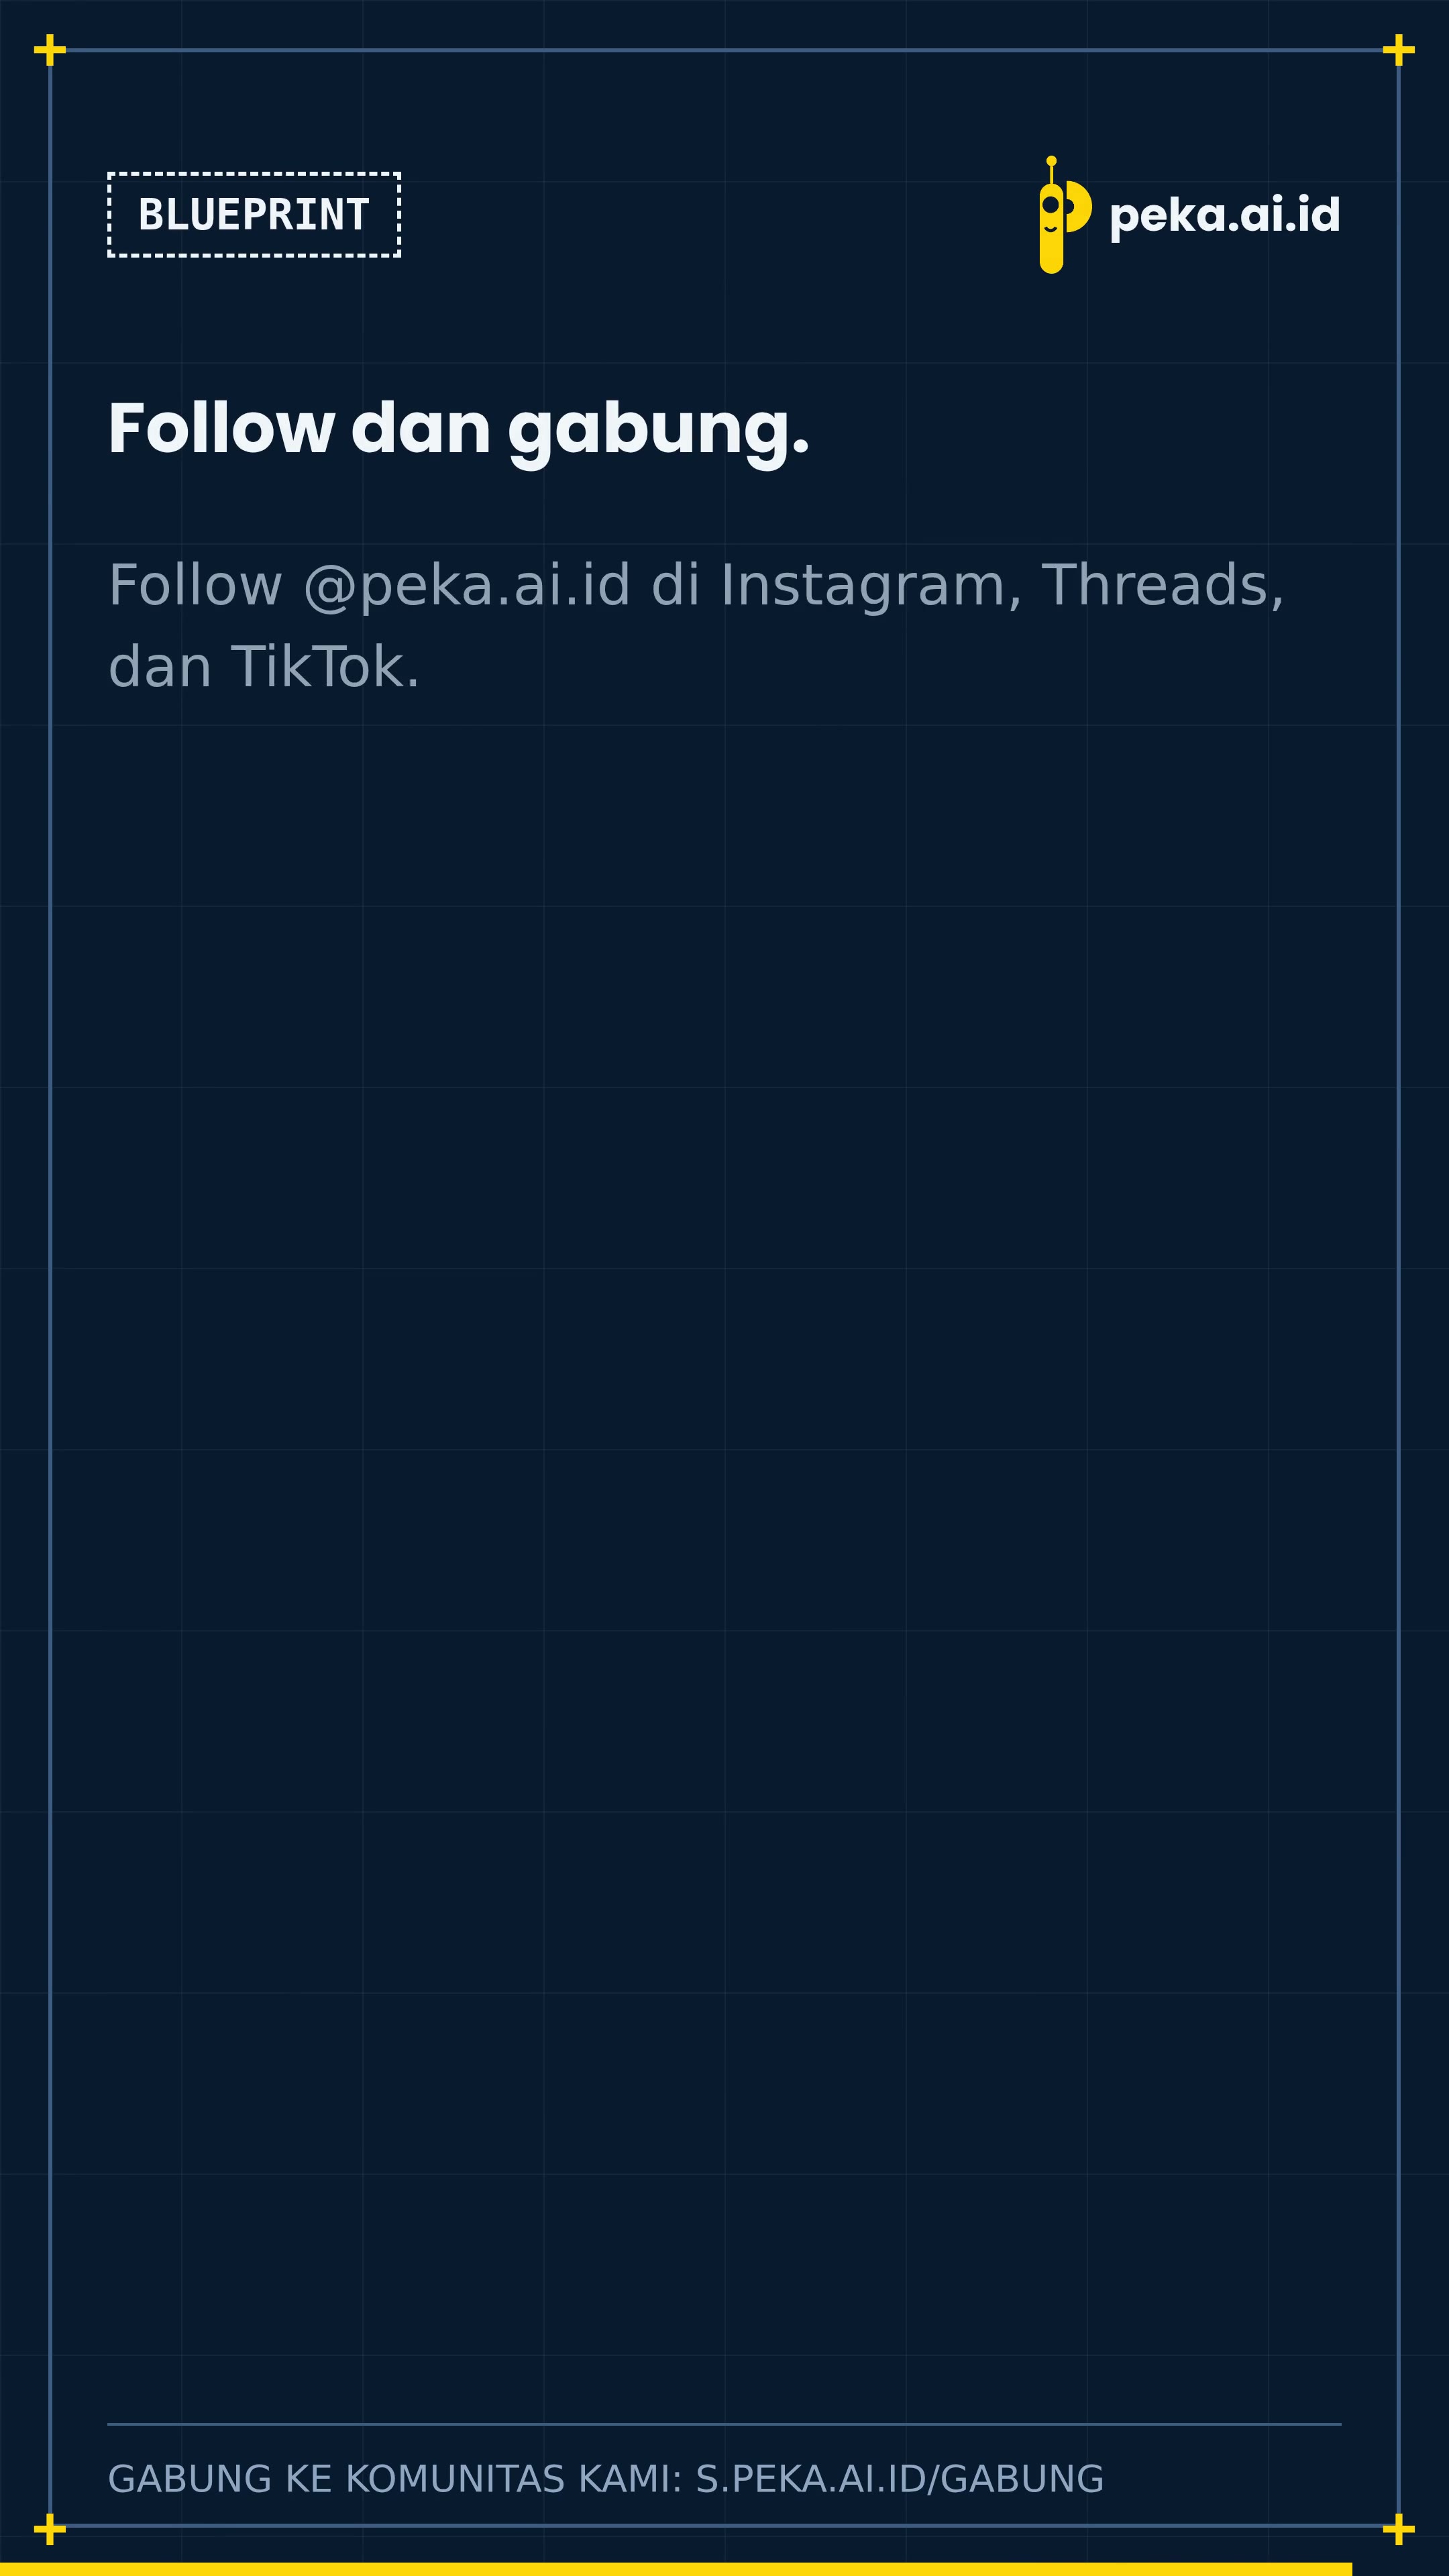 BLUEPRINT
peka.ai.id
Follow dan gabung.
Follow @peka.ai.id di Instagram, Threads,
dan TikTok.
GABUNG KE KOMUNITAS KAMI: S.PEKA.AI.ID/GABUNG